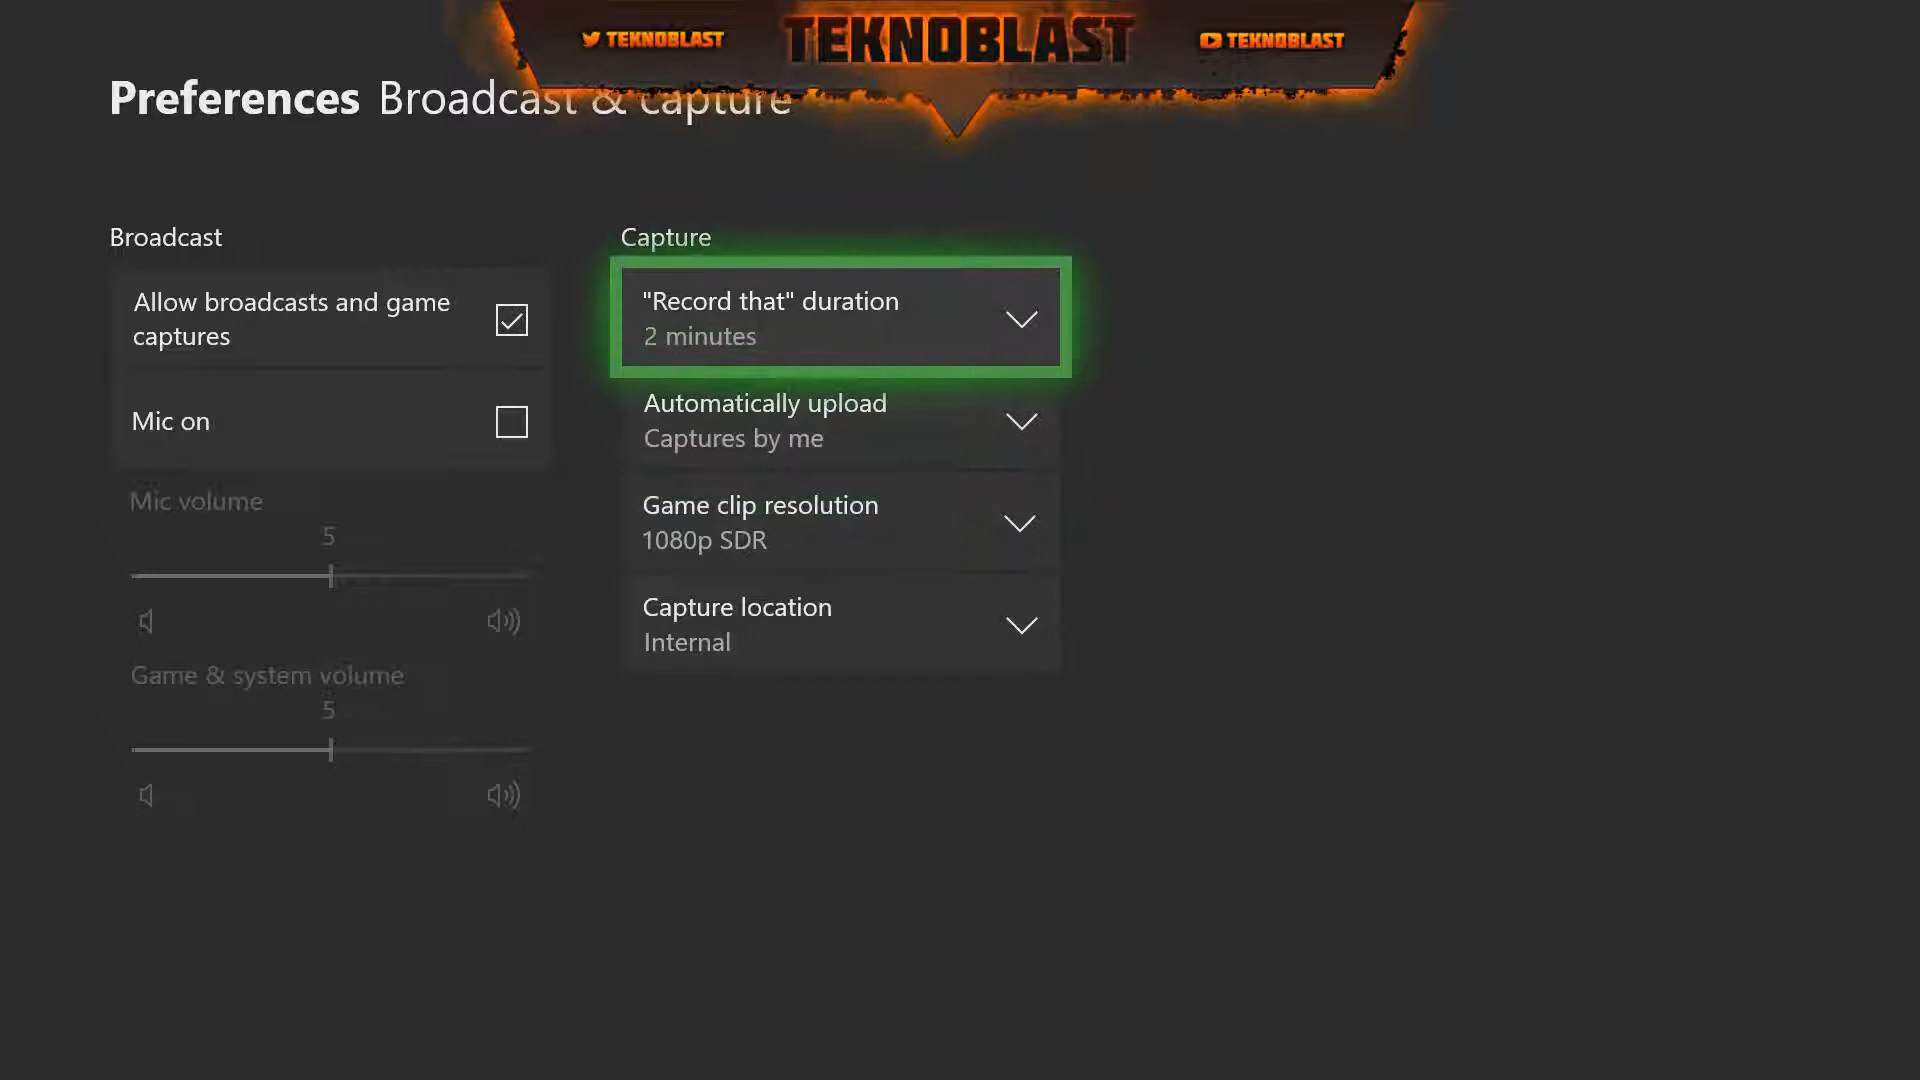 TEKNOBLAST
TEKNOBLAST
TEKNOBLAST
Preferences Broadcast & capture
Broadcast
Allow broadcasts and game
captures
Mic on
Mic volume
5
Game & system volume
5
Capture
"Record that" duration
2 minutes
Automatically upload
Captures by me
Game clip resolution
1080p SDR
Capture location
Internal